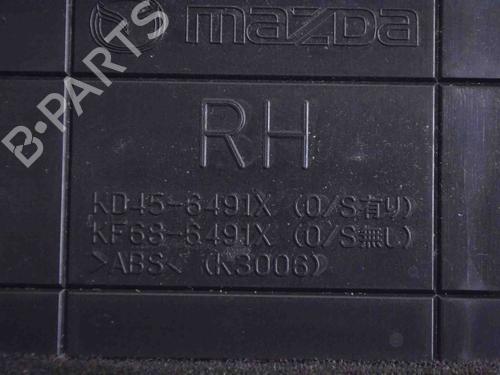 mazda
B-PARTS
RH
KD45-6491X (O/S有り)
KF63-6491X (O/S無し)
>ABS< (K3006)